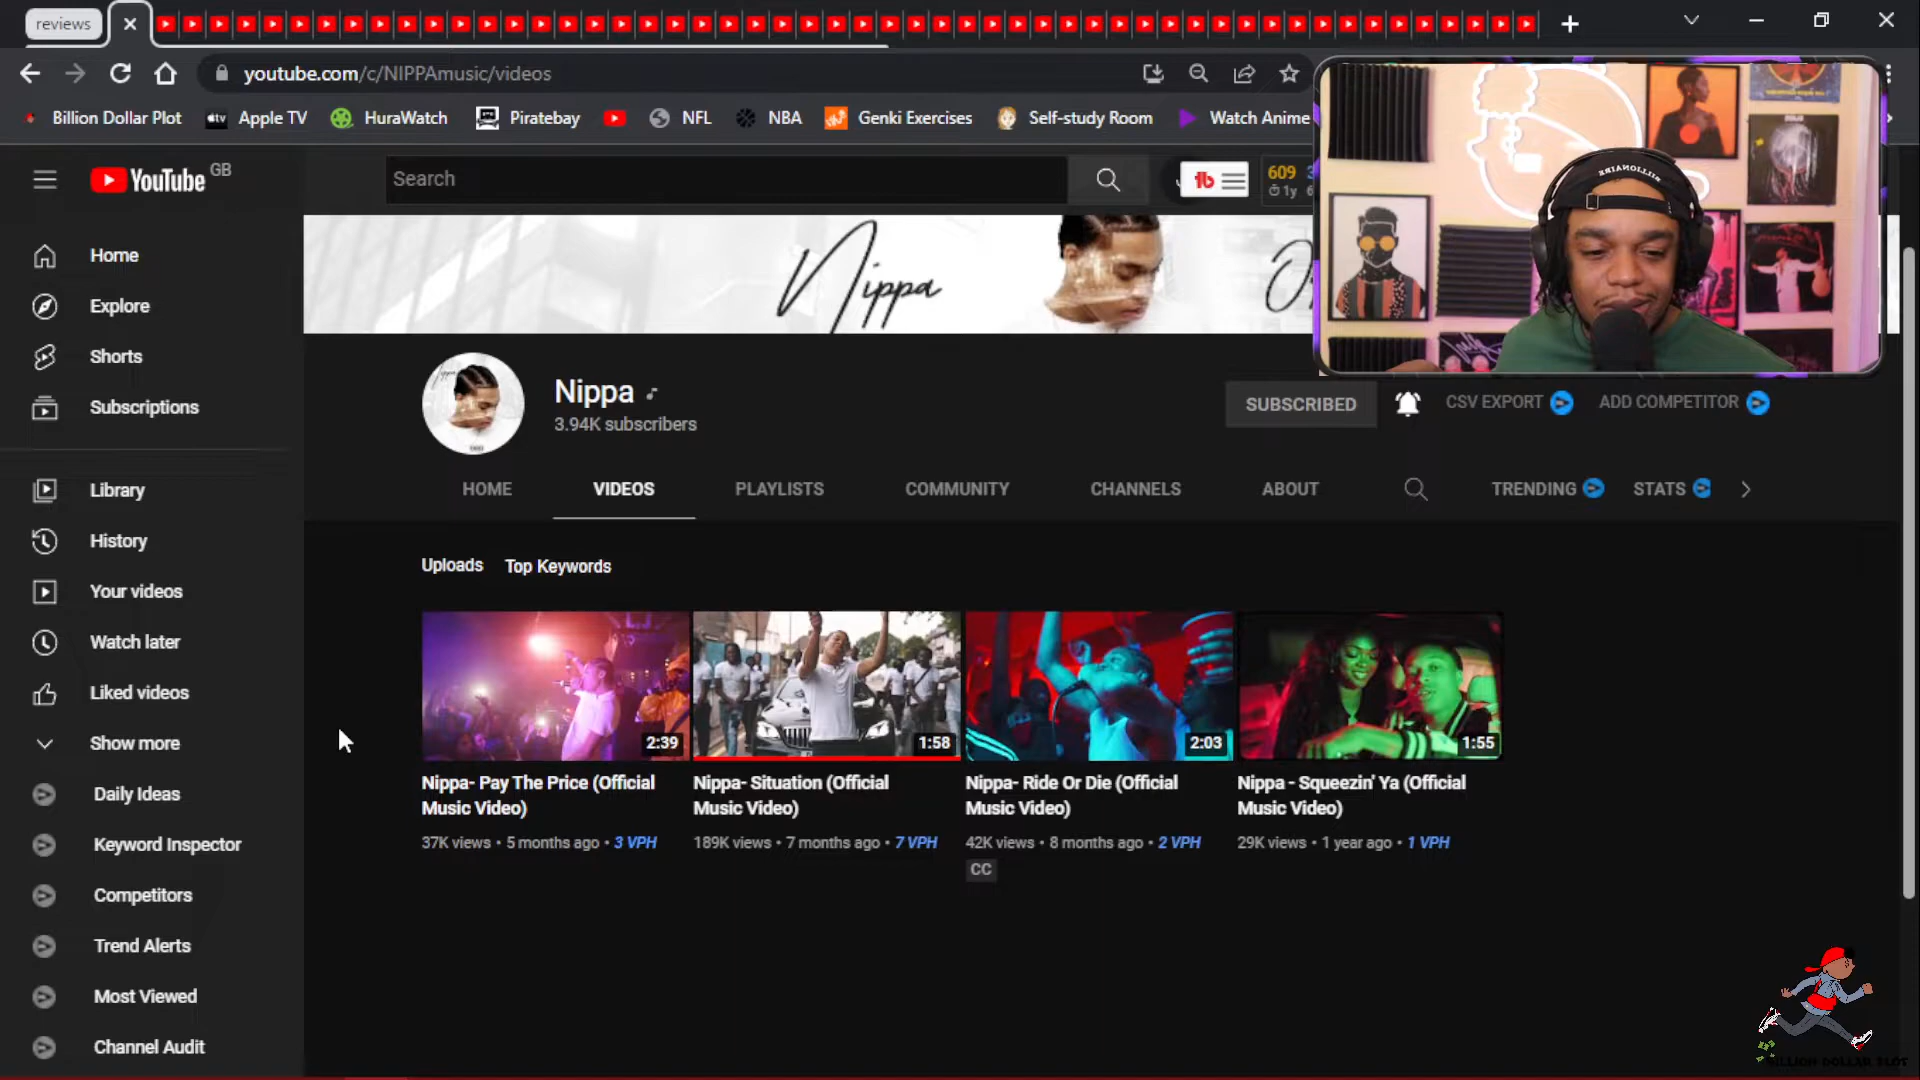 reviews
youtube.com/c/NIPPAmusic/videos
Billion Dollar Plot
tv
Apple TV
HuraWatch
Piratebay
NFL
NBA
Genki Exercises
Self-study Room
Watch Anime
YouTube GB
Search
tb
609
1y
Nippa
Home
Explore
Shorts
Subscriptions
Library
History
Your videos
Watch later
Liked videos
Show more
Daily Ideas
Keyword Inspector
Competitors
Trend Alerts
Most Viewed
Channel Audit
MILLIONAIRE
Nippa
3.94K subscribers
SUBSCRIBED
CSV EXPORT
ADD COMPETITOR
HOME
VIDEOS
PLAYLISTS
COMMUNITY
CHANNELS
ABOUT
TRENDING
STATS
Uploads
Top Keywords
2:39
1:58
2:03
1:55
Nippa- Pay The Price (Official
Music Video)
37K views • 5 months ago • 3 VPH
Nippa- Situation (Official
Music Video)
189K views • 7 months ago • 7 VPH
Nippa- Ride Or Die (Official
Music Video)
42K views • 8 months ago • 2 VPH
CC
Nippa - Squeezin' Ya (Official
Music Video)
29K views • 1 year ago • 1 VPH
BILLION DOLLAR PLOT